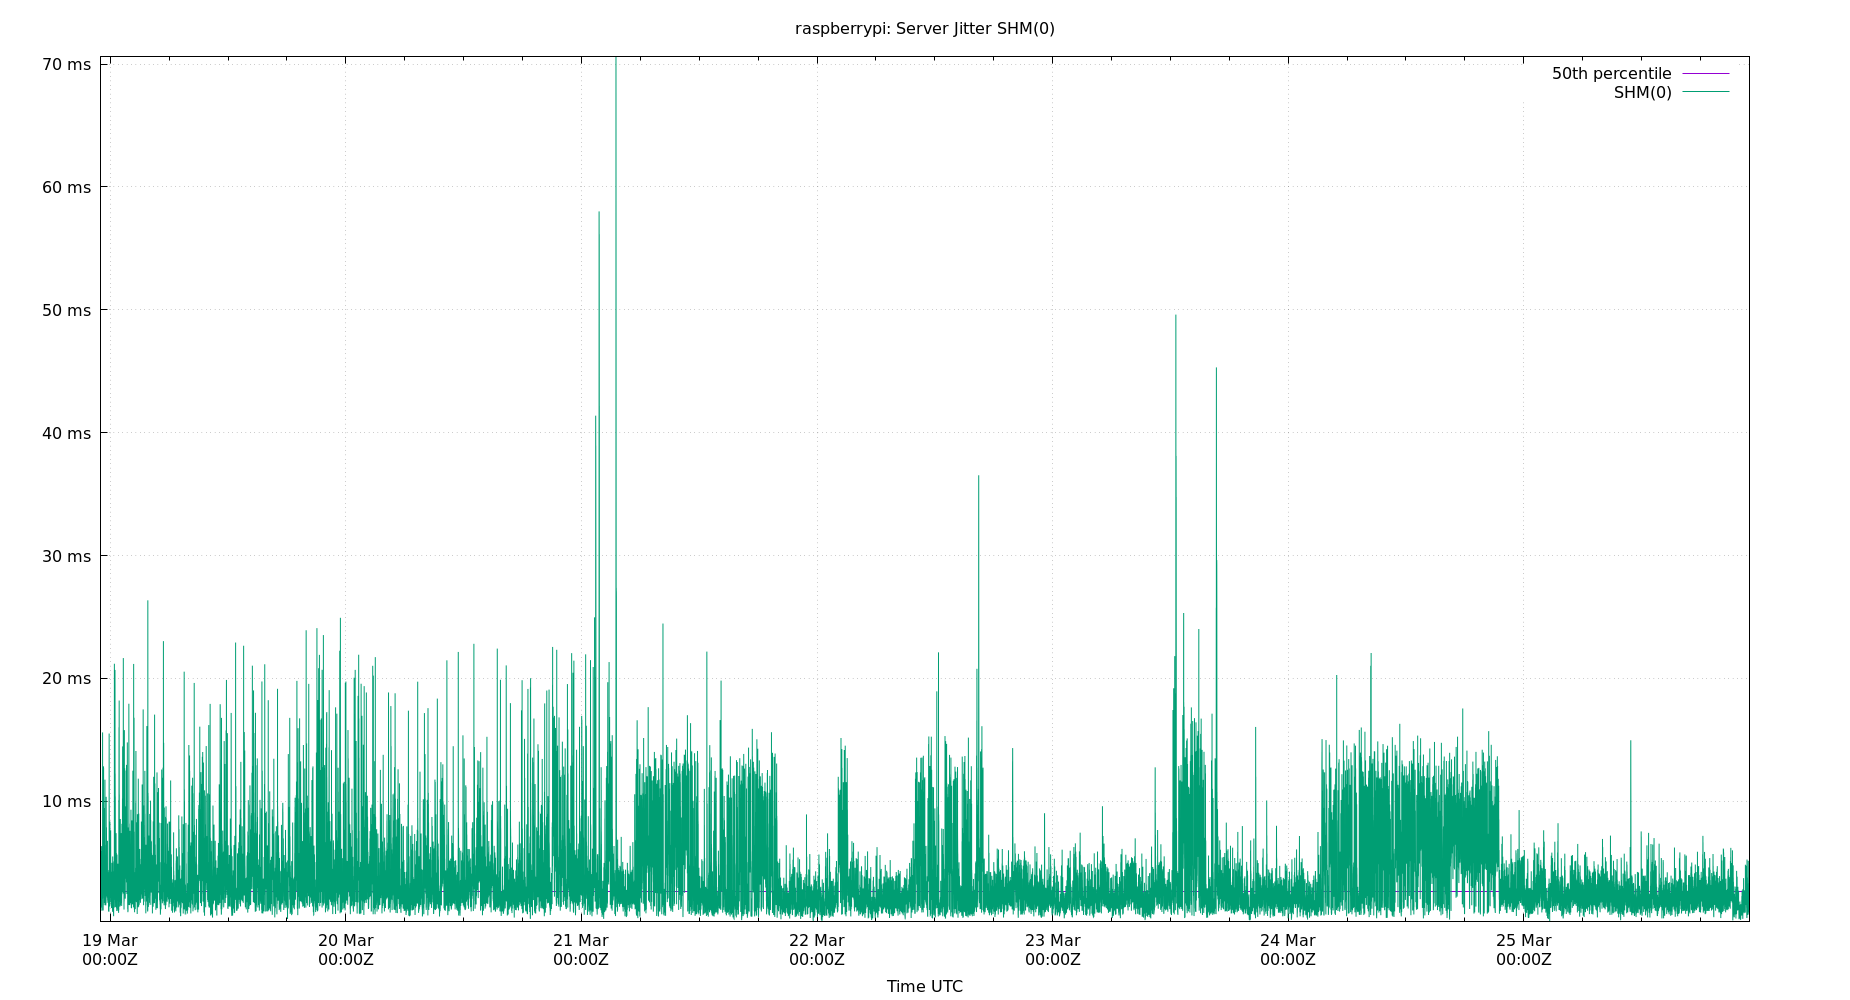 raspberrypi: Server Jitter SHM(0)
70 ms
60 ms
50 ms
40 ms
30 ms
20 ms
10 ms
50th percentile
SHM(0)
19 Mar
00:00Z
20 Mar
00:00Z
21 Mar
00:00Z
22 Mar
00:00Z
23 Mar
00:00Z
24 Mar
00:00Z
25 Mar
00:00Z
Time UTC